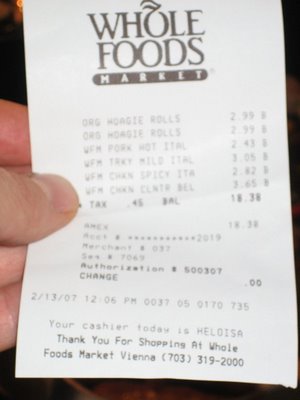 WHOLE
FOODS
MARKET®
ORG HOAGIE ROLLS 2.99 B
ORG HOAGIE ROLLS 2.99 B
WFM PORK HOT ITAL 2.43 B
WFM TRKY MILD ITAL 3.05 B
WFM CHKN SPICY ITA 2.82 B
WFM CHKN CLNTR BEL 3.65 B
TAX .45 BAL 18.38
AMEX 18.38
Acct # ***********2019
Merchant # 037
Seq # 7069
Authorization # 500307
CHANGE .00
2/13/07 12:06 PM 0037 05 0170 735
Your cashier today is HELOISA
Thank You For Shopping At Whole
Foods Market Vienna (703) 319-2000